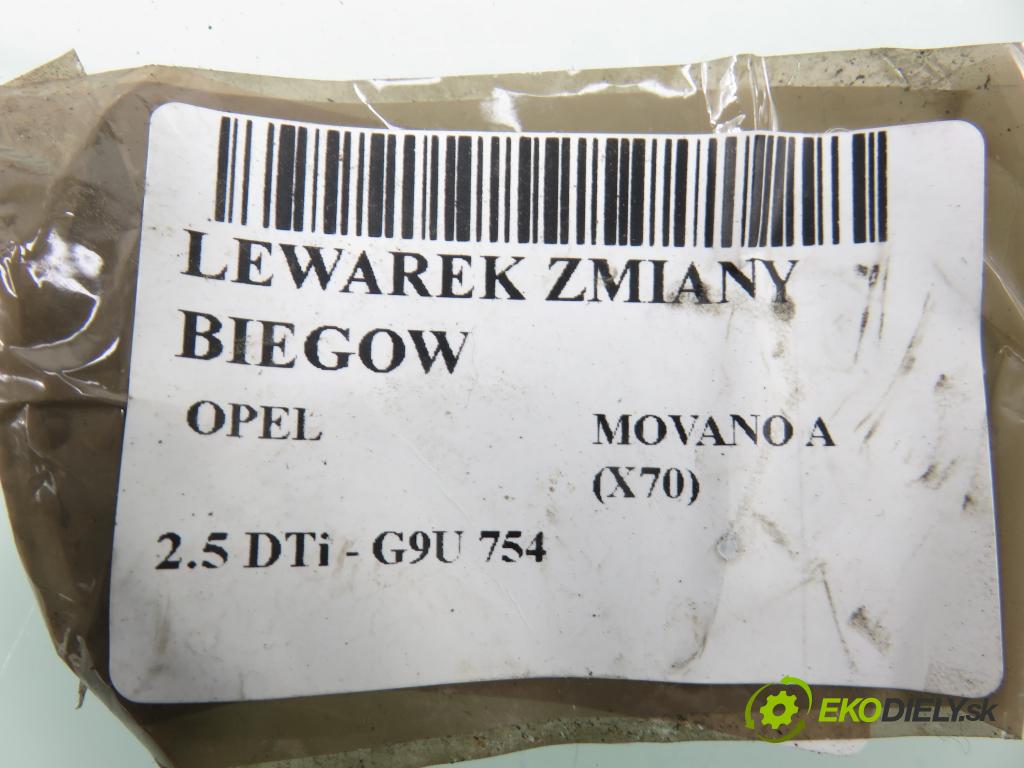 LEWAREK ZMIANY
BIEGOW
OPEL
MOVANO A
(X70)
2.5 DTi - G9U 754
EKODIELY.sk